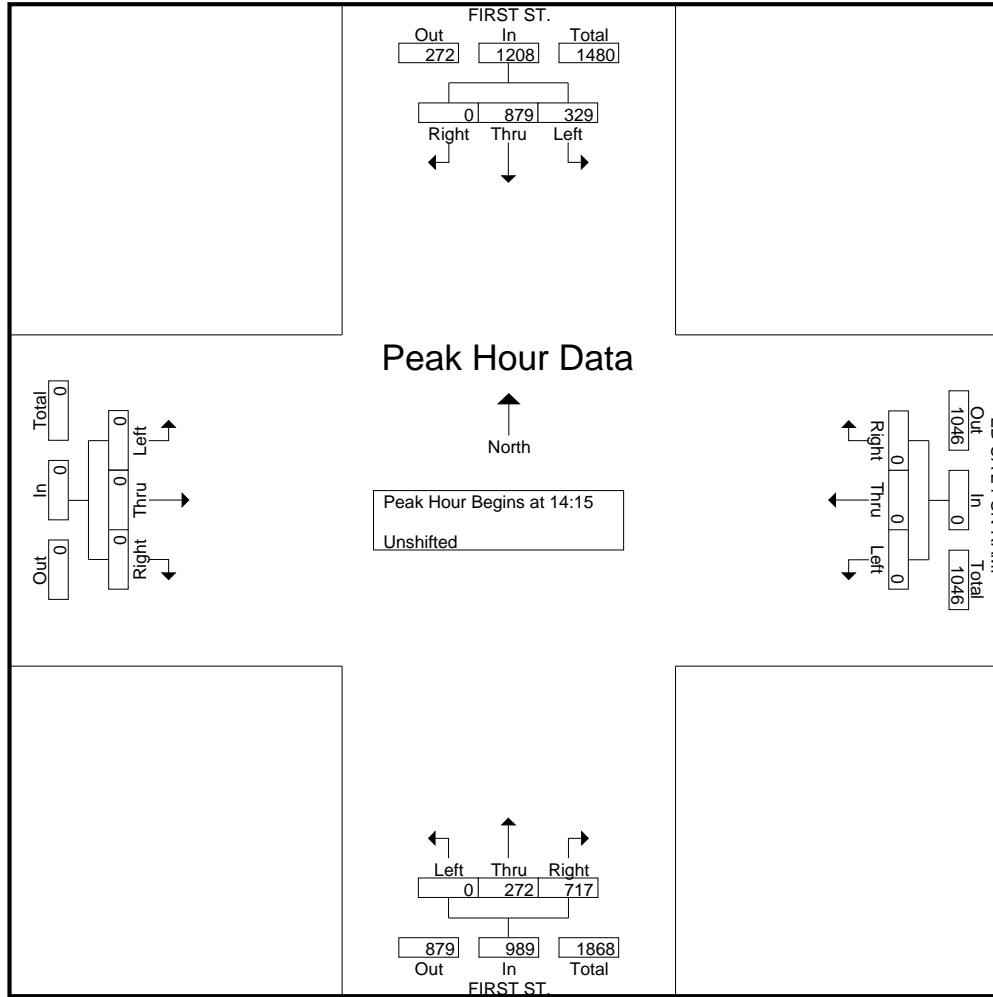 FIRST ST.
Out In Total
272 1208 1480
0 879 329
Right Thru Left
Peak Hour Data
North
Peak Hour Begins at 14:15
Unshifted
Total In Out
0 0 0
0 0 0
Left Thru Right
Right Thru Left
0 0 0
1046 0 1046
Out In Total
Left Thru Right
0 272 717
879 989 1868
Out In Total
FIRST ST.